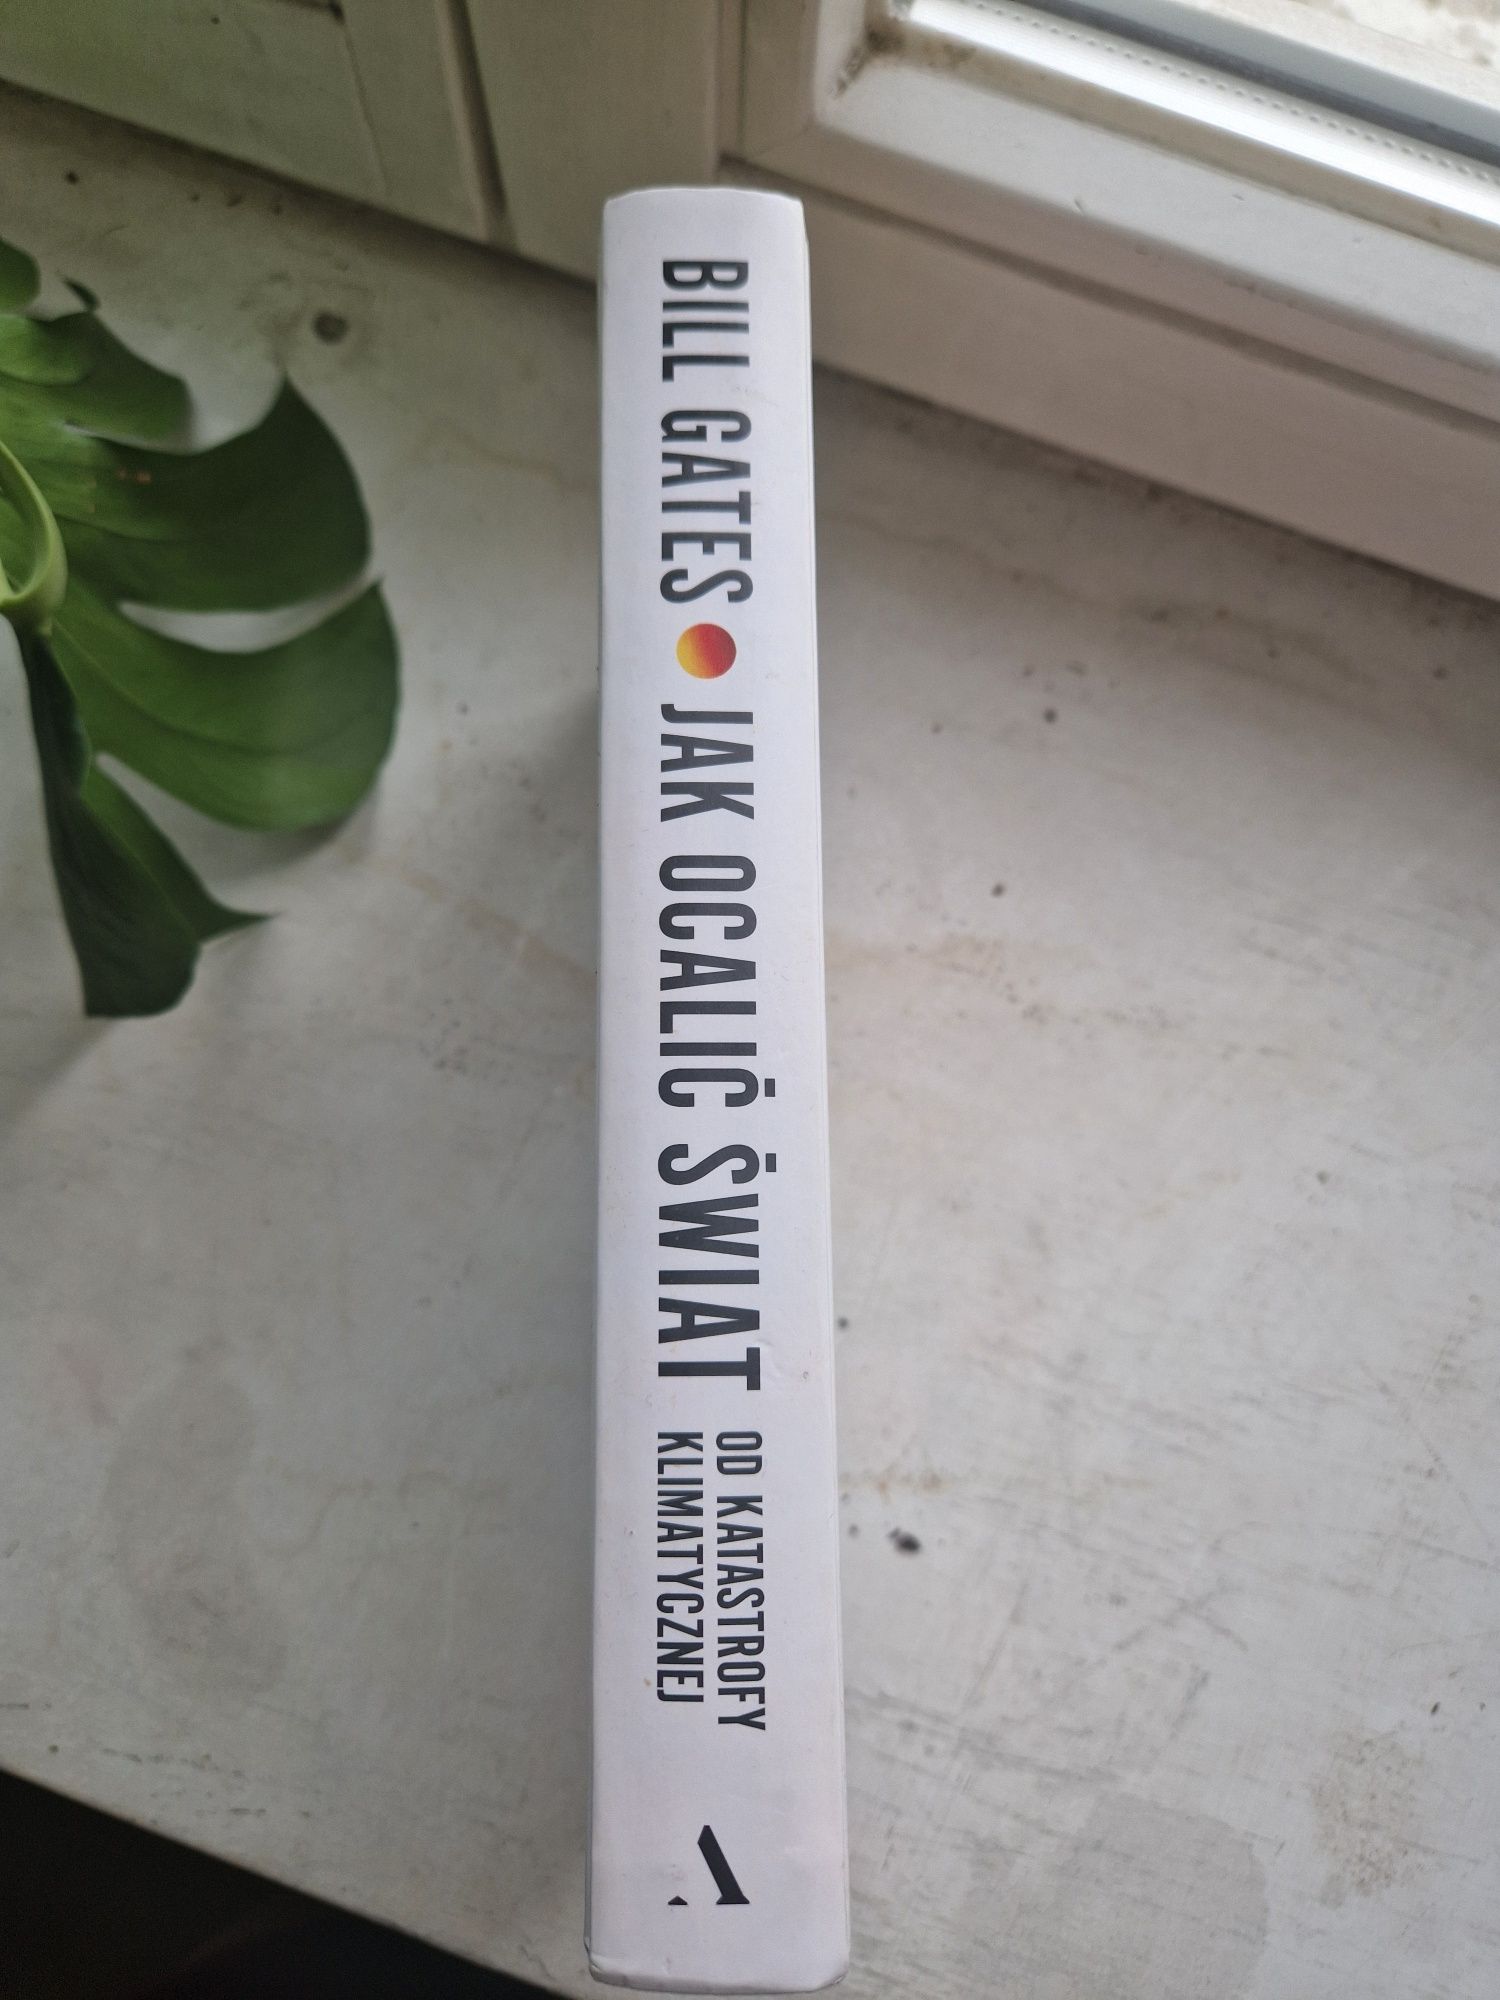 BILL GATES JAK OCALIĆ ŚWIAT
OD KATASTROFY
KLIMATYCZNEJ